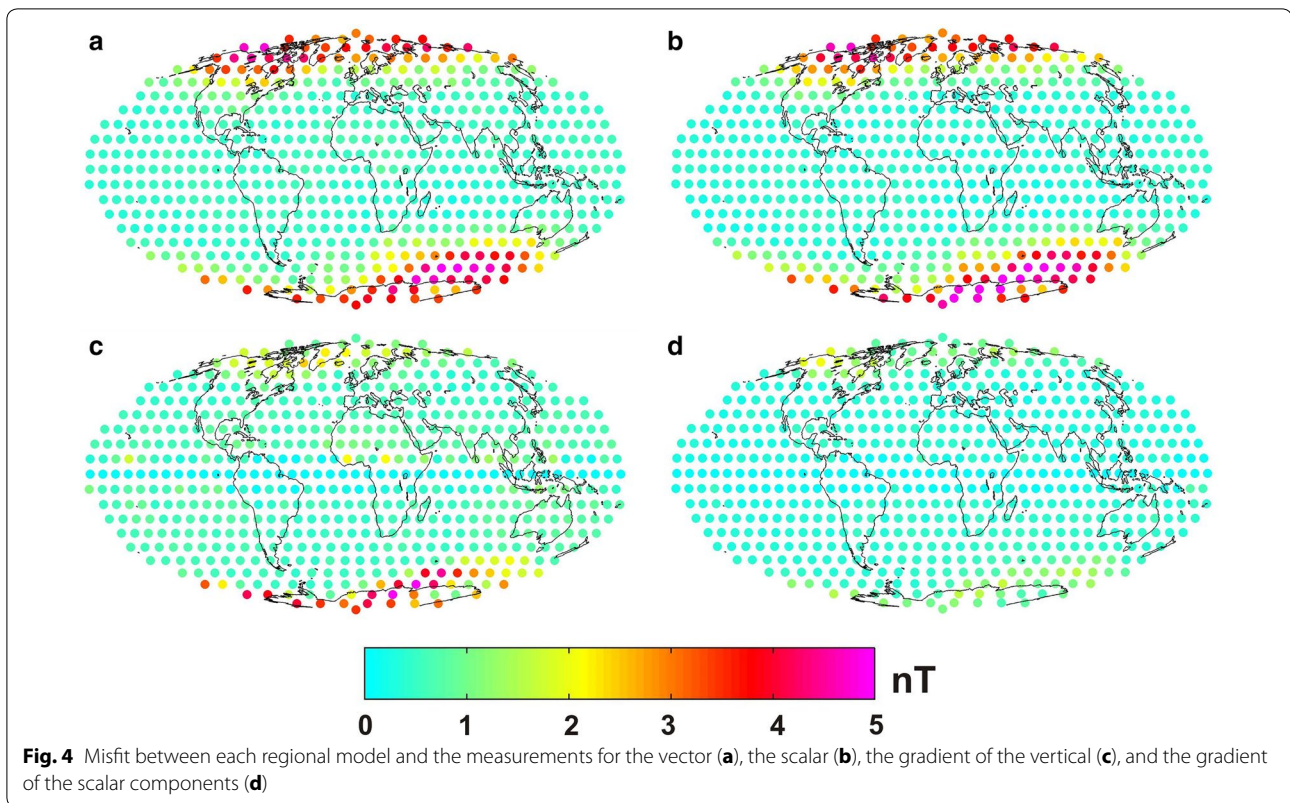 a
b
c
d
nT
0 1 2 3 4 5
Fig. 4 Misfit between each regional model and the measurements for the vector (a), the scalar (b), the gradient of the vertical (c), and the gradient
of the scalar components (d)